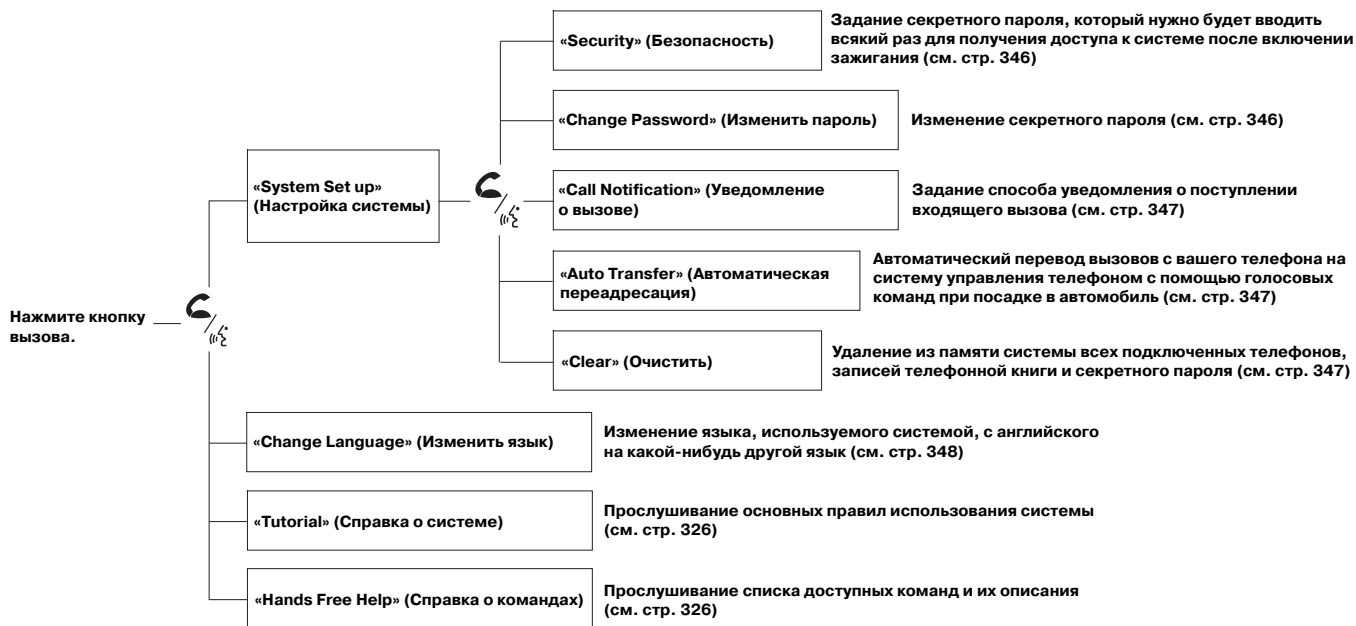 Нажмите кнопку
вызова.
«System Set up»
(Настройка системы)
«Security» (Безопасность)
Задание секретного пароля, который нужно будет вводить
всякий раз для получения доступа к системе после включении
зажигания (см. стр. 346)
«Change Password» (Изменить пароль)
Изменение секретного пароля (см. стр. 346)
«Call Notification» (Уведомление
о вызове)
Задание способа уведомления о поступлении
входящего вызова (см. стр. 347)
«Auto Transfer» (Автоматическая
переадресация)
Автоматический перевод вызовов с вашего телефона на
систему управления телефоном с помощью голосовых
команд при посадке в автомобиль (см. стр. 347)
«Clear» (Очистить)
Удаление из памяти системы всех подключенных телефонов,
записей телефонной книги и секретного пароля (см. стр. 347)
«Change Language» (Изменить язык)
Изменение языка, используемого системой, с английского
на какой-нибудь другой язык (см. стр. 348)
«Tutorial» (Справка о системе)
Прослушивание основных правил использования системы
(см. стр. 326)
«Hands Free Help» (Справка о командах)
Прослушивание списка доступных команд и их описания
(см. стр. 326)